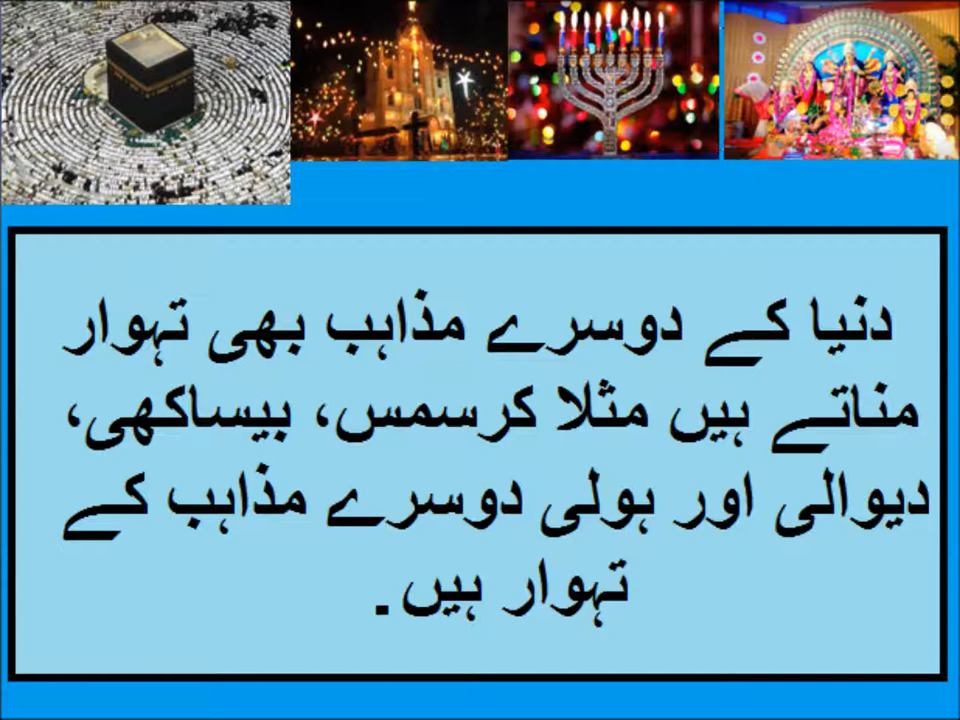 دنیا کے دوسرے مذاہب بھی تہوار
مناتے ہیں مثلا کرسمس، بیساکھی،
دیوالی اور ہولی دوسرے مذاہب کے
تہوار ہیں۔